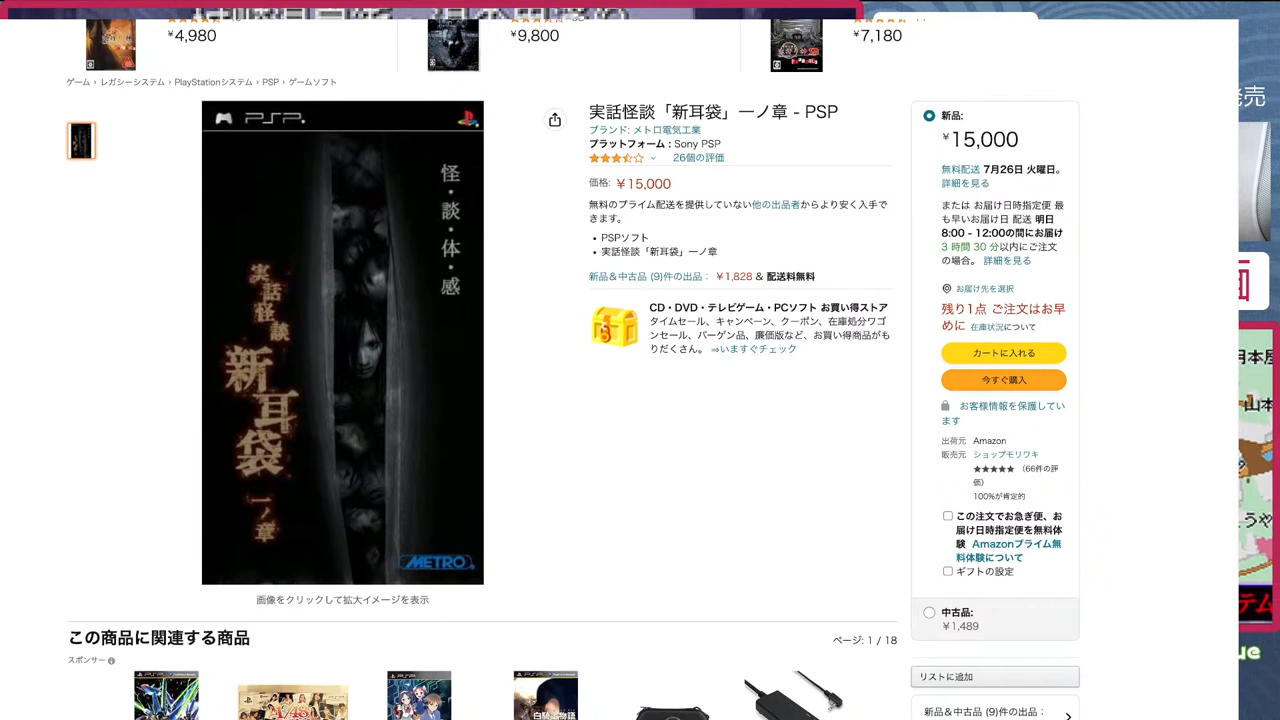 ¥4,980
¥9,800
¥7,180
ゲーム › レガシーシステム › PlayStationシステム › PSP › ゲームソフト
PSP
怪・談・体・感
実話怪談
新耳袋
一ノ章
METRO
画像をクリックして拡大イメージを表示
実話怪談「新耳袋」一ノ章 - PSP
ブランド: メトロ電気工業
プラットフォーム : Sony PSP
26個の評価
価格: ¥15,000
無料のプライム配送を提供していない他の出品者からより安く入手で
きます。
• PSPソフト
• 実話怪談「新耳袋」一ノ章
新品&中古品 (9)件の出品: ¥1,828 & 配送料無料
CD・DVD・テレビゲーム・PCソフト お買い得ストア
タイムセール、キャンペーン、クーポン、在庫処分ワゴ
ンセール、バーゲン品、廉価版など、お買い得商品がも
りだくさん。 ⇒いますぐチェック
新品:
¥15,000
無料配送 7月26日 火曜日。
詳細を見る
または お届け日時指定便 最
も早いお届け日 配送 明日
8:00 - 12:00の間にお届け
3 時間 30 分以内にご注文
の場合。 詳細を見る
お届け先を選択
残り1点 ご注文はお早
めに 在庫状況について
カートに入れる
今すぐ購入
お客様情報を保護してい
ます
出荷元 Amazon
販売元 ショップモリワキ
★★★★★ (66件の評
価)
100%が肯定的
この注文でお急ぎ便、お
届け日時指定便を無料体
験 Amazonプライム無
料体験について
ギフトの設定
中古品:
¥1,489
リストに追加
新品&中古品 (9)件の出品:
この商品に関連する商品
ページ: 1 / 18
スポンサー
PSP
PSP
PSP
発売
山本
うや